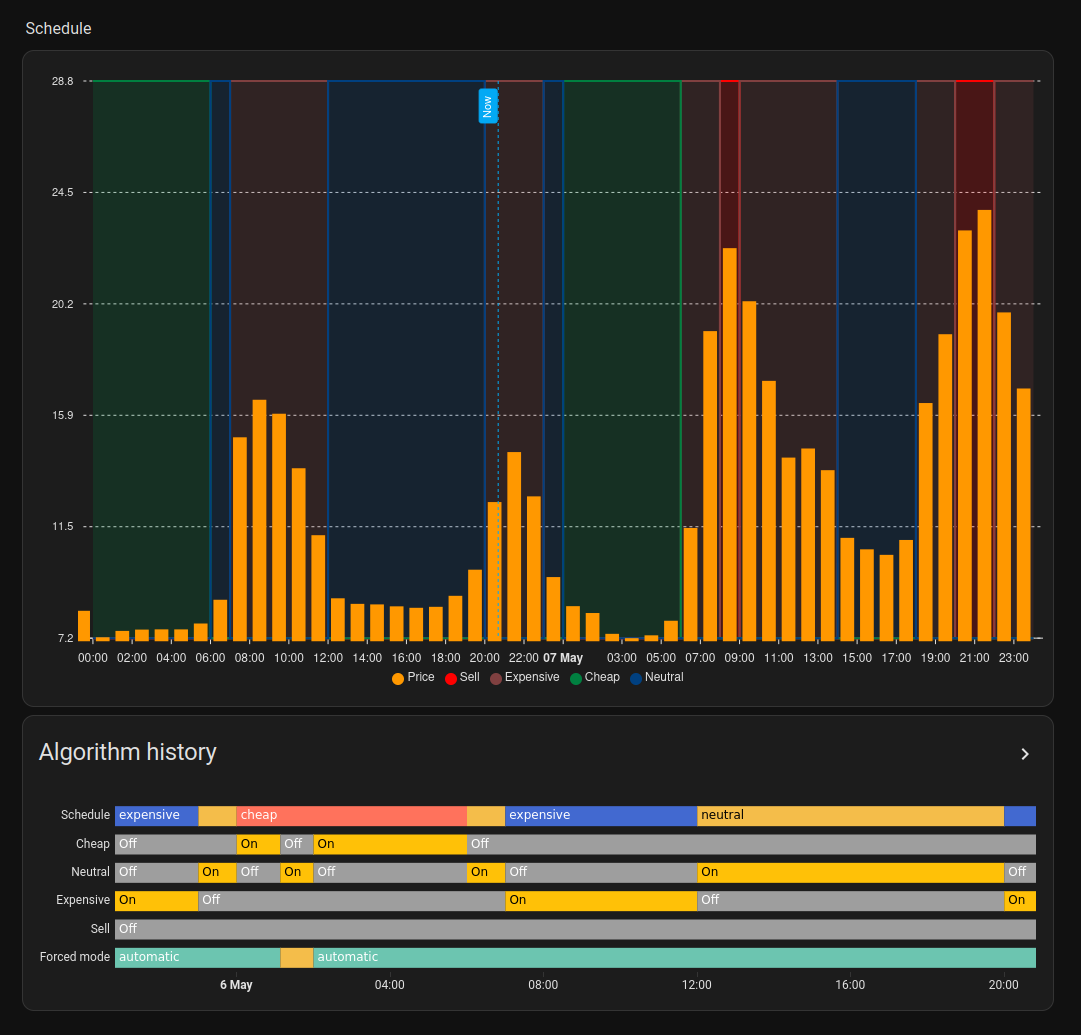 Schedule
28.8
Now
24.5
20.2
15.9
11.5
7.2
00:00 02:00 04:00 06:00 08:00 10:00 12:00 14:00 16:00 18:00 20:00 22:00 07 May 03:00 05:00 07:00 09:00 11:00 13:00 15:00 17:00 19:00 21:00 23:00
Price Sell Expensive Cheap Neutral
Algorithm history
Schedule expensive cheap expensive neutral
Cheap Off On Off On Off
Neutral Off On Off On Off On Off On Off
Expensive On Off On Off On
Sell Off
Forced mode automatic automatic
6 May 04:00 08:00 12:00 16:00 20:00